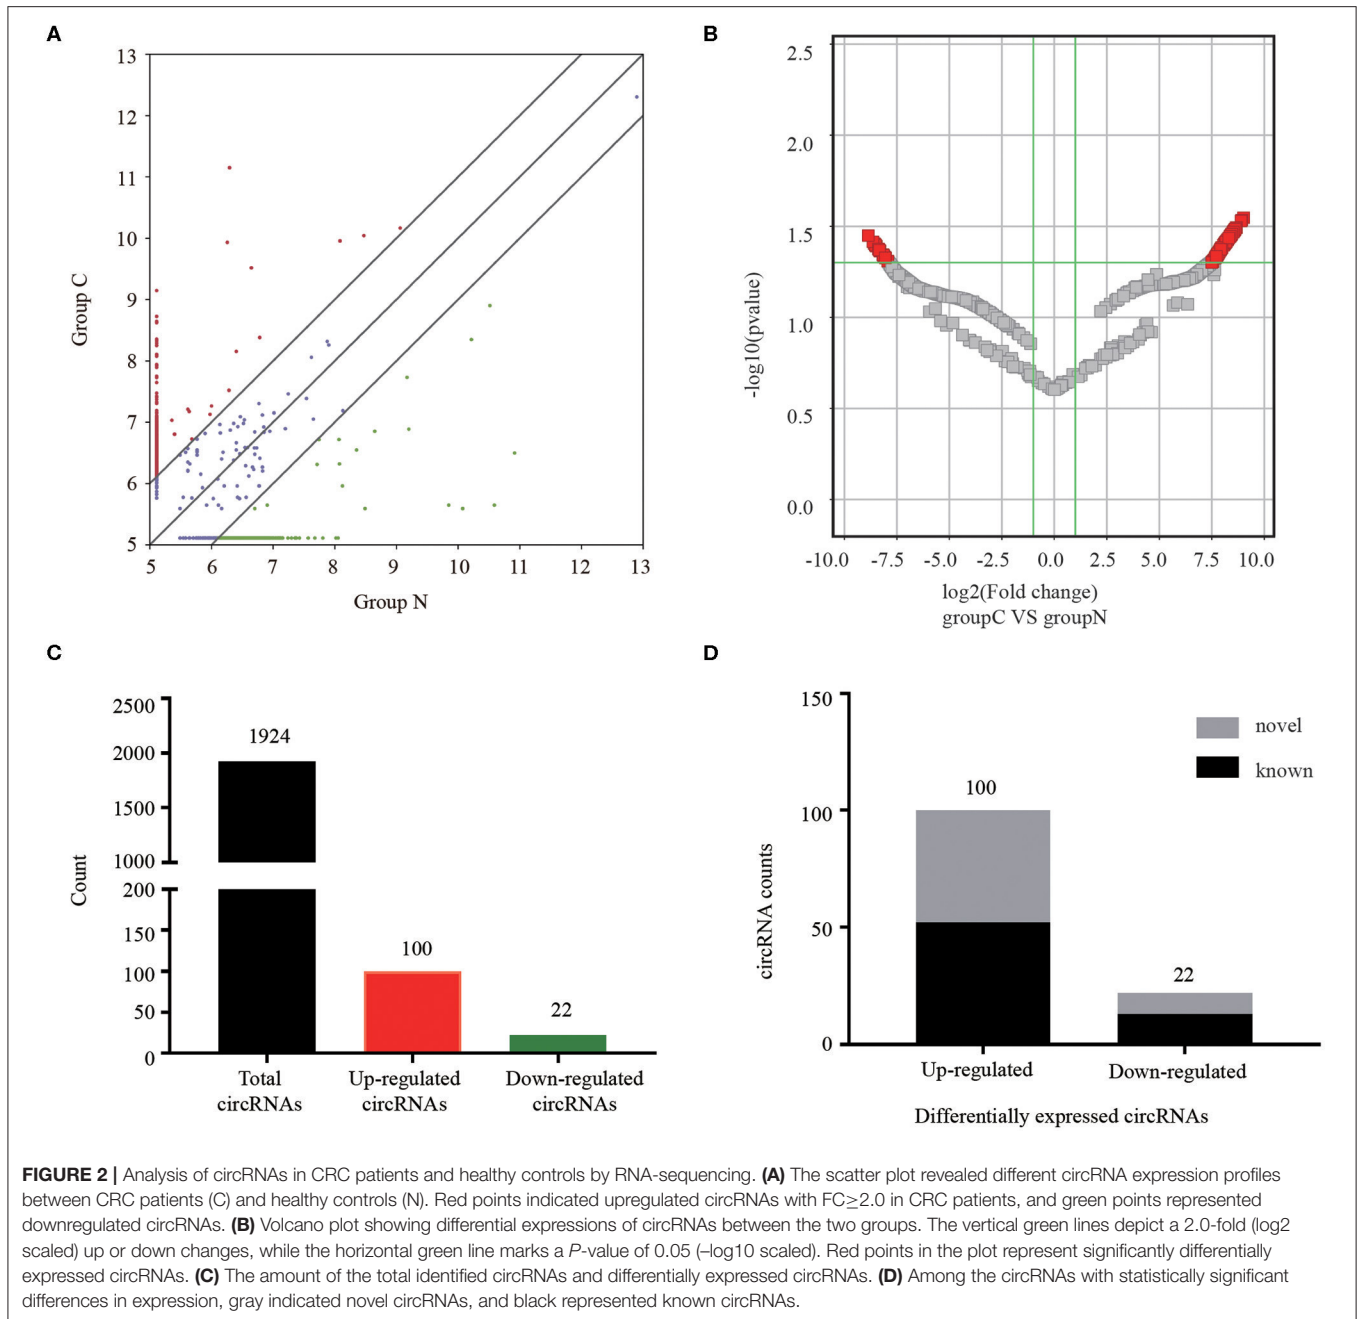 A
13
12
11
10
9
8
7
6
5
Group C
5 6 7 8 9 10 11 12 13
Group N
B
2.5
2.0
1.5
1.0
0.5
0.0
-log10(pvalue)
-10.0 -7.5 -5.0 -2.5 0.0 2.5 5.0 7.5 10.0
log2(Fold change)
groupC VS groupN
C
2500
2000
1500
1000
200
150
100
50
0
Count
1924
100
22
Total
circRNAs
Up-regulated
circRNAs
Down-regulated
circRNAs
D
150
100
50
0
circRNA counts
novel
known
100
22
Up-regulated
Down-regulated
Differentially expressed circRNAs
FIGURE 2 | Analysis of circRNAs in CRC patients and healthy controls by RNA-sequencing. (A) The scatter plot revealed different circRNA expression profiles
between CRC patients (C) and healthy controls (N). Red points indicated upregulated circRNAs with FC≥2.0 in CRC patients, and green points represented
downregulated circRNAs. (B) Volcano plot showing differential expressions of circRNAs between the two groups. The vertical green lines depict a 2.0-fold (log2
scaled) up or down changes, while the horizontal green line marks a P-value of 0.05 (–log10 scaled). Red points in the plot represent significantly differentially
expressed circRNAs. (C) The amount of the total identified circRNAs and differentially expressed circRNAs. (D) Among the circRNAs with statistically significant
differences in expression, gray indicated novel circRNAs, and black represented known circRNAs.